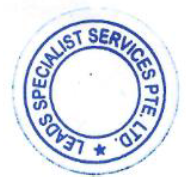 LEADS SPECIALIST SERVICES PTE. LTD. ★